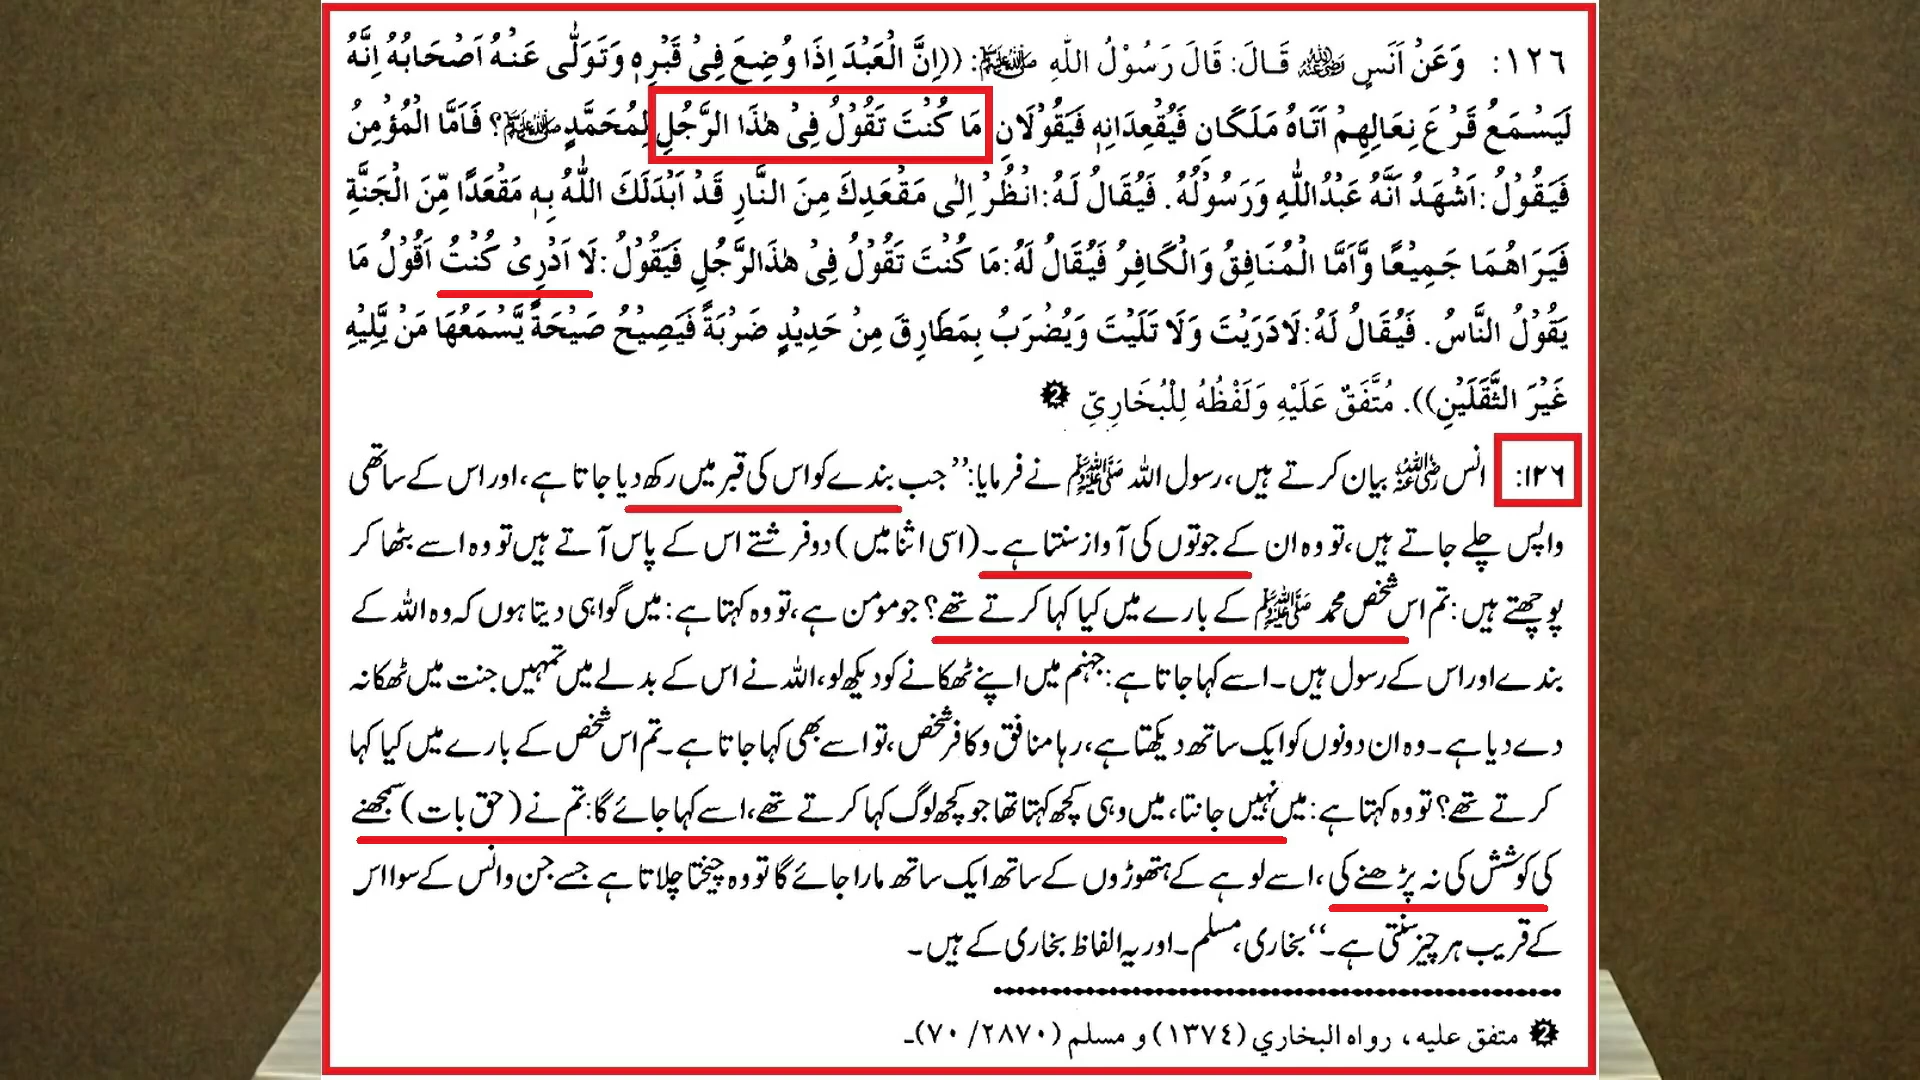 ١٢٦: وَعَنْ اَنَسٍ رضی اللہ عنہ قَالَ: قَالَ رَسُوْلُ اللّٰهِ ﷺ: ((اِنَّ الْعَبْدَ اِذَا وُضِعَ فِیْ قَبْرِهٖ وَتَوَلّٰى عَنْهُ اَصْحَابُهُ اِنَّهُ
لَيَسْمَعُ قَرْعَ نِعَالِهِمْ اَتَاهُ مَلَكَانِ فَيُقْعِدَانِهٖ فَيَقُوْلَانِ مَا كُنْتَ تَقُوْلُ فِیْ هٰذَا الرَّجُلِ لِمُحَمَّدٍ ﷺ؟ فَاَمَّا الْمُؤْمِنُ
فَيَقُوْلُ: اَشْهَدُ اَنَّهُ عَبْدُاللّٰهِ وَرَسُوْلُهُ. فَيُقَالُ لَهُ: انْظُرْ اِلٰى مَقْعَدِكَ مِنَ النَّارِ قَدْ اَبْدَلَكَ اللّٰهُ بِهٖ مَقْعَدًا مِّنَ الْجَنَّةِ
فَيَرَاهُمَا جَمِيْعًا وَّاَمَّا الْمُنَافِقُ وَالْكَافِرُ فَيُقَالُ لَهُ: مَا كُنْتَ تَقُوْلُ فِیْ هٰذَالرَّجُلِ فَيَقُوْلُ: لَا اَدْرِیْ كُنْتُ اَقُوْلُ مَا
يَقُوْلُ النَّاسُ. فَيُقَالُ لَهُ: لَادَرَيْتَ وَلَا تَلَيْتَ وَيُضْرَبُ بِمَطَارِقَ مِنْ حَدِيْدٍ ضَرْبَةً فَيَصِيْحُ صَيْحَةً يَّسْمَعُهَا مَنْ يَّلِيْهِ
غَيْرَ الثَّقَلَيْنِ)). مُتَّفَقٌ عَلَيْهِ وَلَفْظُهُ لِلْبُخَارِيِّ 2
١٢٦: انس رضی اللہ عنہ بیان کرتے ہیں، رسول اللہ ﷺ نے فرمایا: ’’جب بندے کو اس کی قبر میں رکھ دیا جاتا ہے، اور اس کے ساتھی
واپس چلے جاتے ہیں، تو وہ ان کے جوتوں کی آواز سنتا ہے۔ (اسی اثنا میں) دو فرشتے اس کے پاس آتے ہیں تو وہ اسے بٹھا کر
پوچھتے ہیں: تم اس شخص محمد ﷺ کے بارے میں کیا کہا کرتے تھے؟ جو مومن ہے، تو وہ کہتا ہے: میں گواہی دیتا ہوں کہ وہ اللہ کے
بندے اور اس کے رسول ہیں۔ اسے کہا جاتا ہے: جہنم میں اپنے ٹھکانے کو دیکھ لو، اللہ نے اس کے بدلے میں تمہیں جنت میں ٹھکانہ
دے دیا ہے۔ وہ ان دونوں کو ایک ساتھ دیکھتا ہے، رہا منافق و کافر شخص، تو اسے بھی کہا جاتا ہے۔ تم اس شخص کے بارے میں کیا کہا
کرتے تھے؟ تو وہ کہتا ہے: میں نہیں جانتا، میں وہی کچھ کہتا تھا جو کچھ لوگ کہا کرتے تھے، اسے کہا جائے گا: تم نے (حق بات) سمجھنے
کی کوشش کی نہ پڑھنے کی، اسے لوہے کے ہتھوڑوں کے ساتھ ایک ساتھ مارا جائے گا تو وہ چیختا چلاتا ہے جسے جن و انس کے سوا اس
کے قریب ہر چیز سنتی ہے۔‘‘ بخاری، مسلم۔ اور یہ الفاظ بخاری کے ہیں۔
2 متفق عليه، رواه البخاري (١٣٧٤) و مسلم (٢٨٧٠/ ٧٠)۔